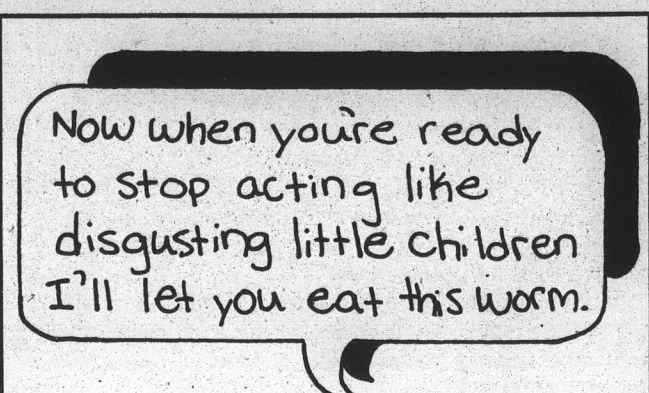 Now when you're ready
to stop acting like
disgusting little children
I'll let you eat this worm.